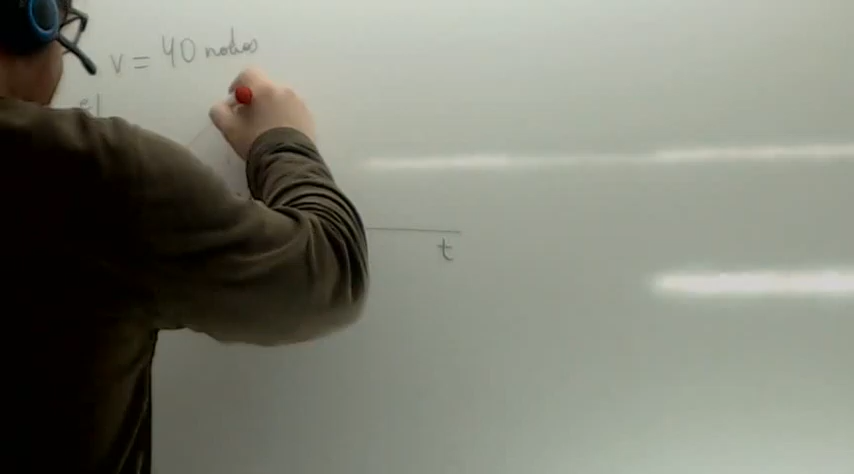 v = 40 nodos
t